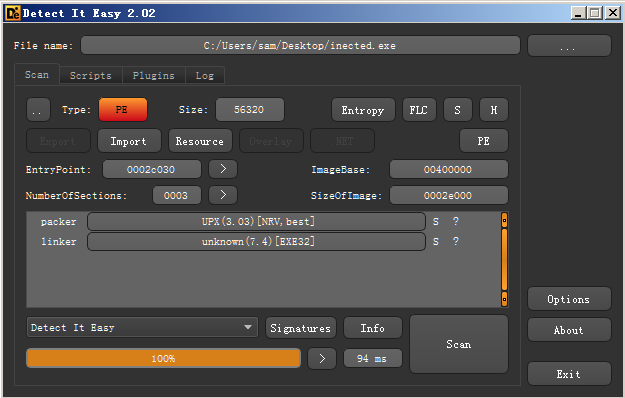 Detect It Easy 2.02
File name: C:/Users/sam/Desktop/inected.exe ...
Scan Scripts Plugins Log
.. Type: PE Size: 56320 Entropy FLC S H
Export Import Resource Overlay .NET PE
EntryPoint: 0002c030 > ImageBase: 00400000
NumberOfSections: 0003 > SizeOfImage: 0002e000
packer UPX(3.03)[NRV,best] S ?
linker unknown(7.4)[EXE32] S ?
Options
Detect It Easy Signatures Info Scan About
100% > 94 ms
Exit